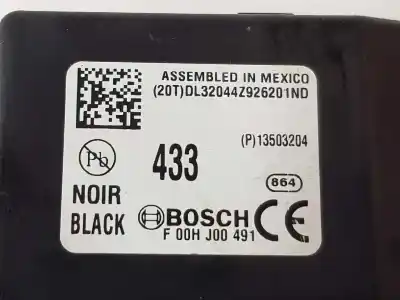 ASSEMBLED IN MEXICO
(20T)DL32044Z926201ND
(P)13503204
Pb
433
864
NOIR
BLACK
BOSCH CE
F 00H J00 491